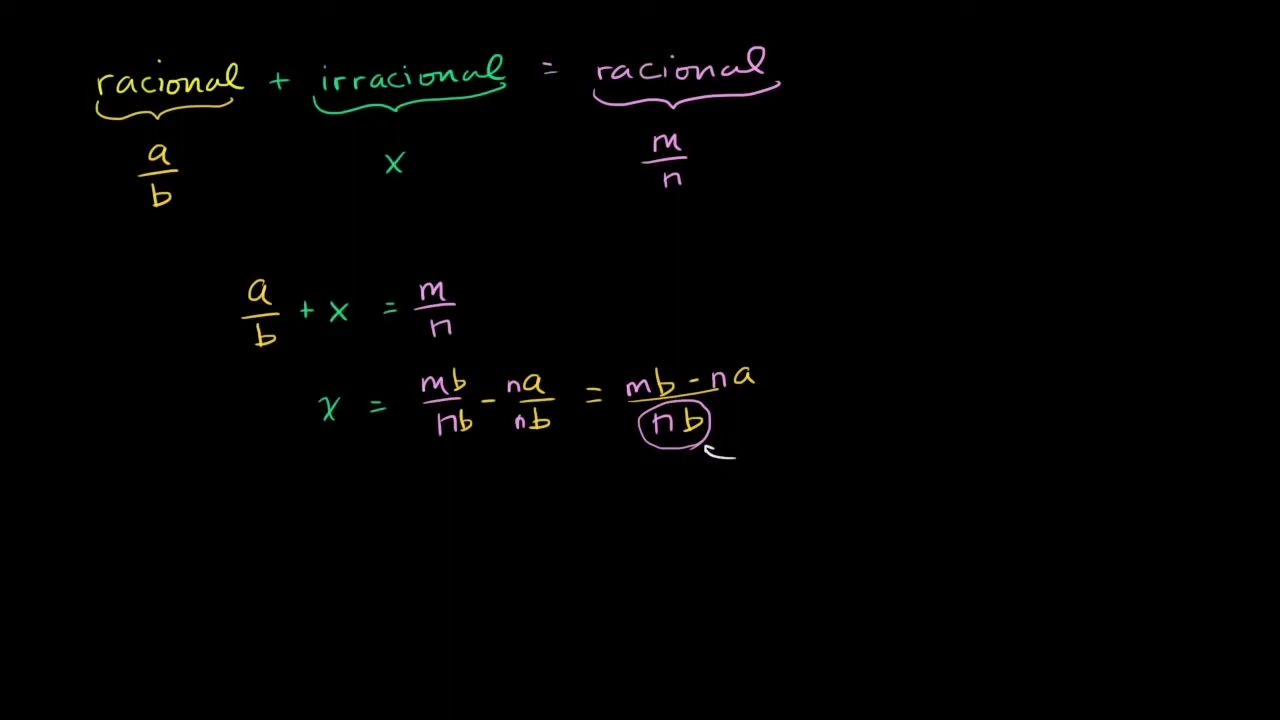 racional + irracional = racional
a/b x m/n
a/b + x = m/n
x = mb/nb - na/nb = mb - na/nb